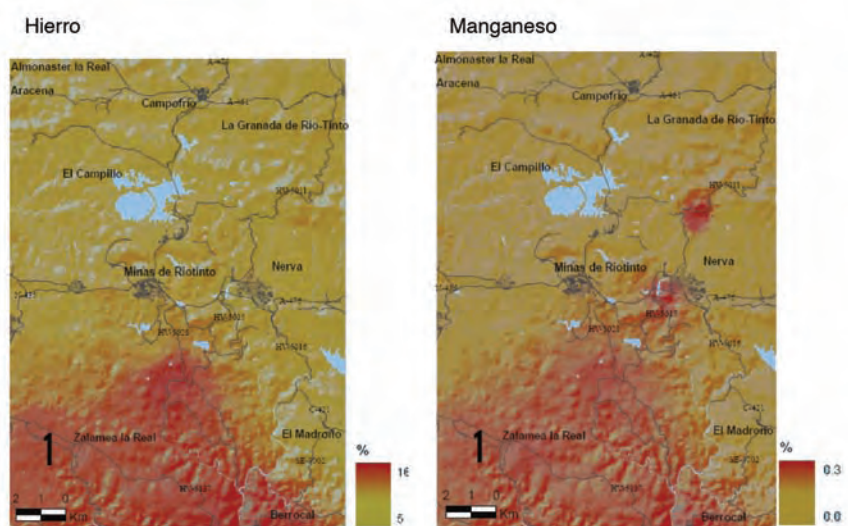 Hierro
Almonaster la Real
Aracena
Campofrío
La Granada de Río-Tinto
El Campillo
Minas de Riotinto
Nerva
1
Zalamea la Real
El Madroño
Berrocal
2 1 0
Km
%
16
5
Manganeso
Almonaster la Real
Aracena
Campofrío
La Granada de Río-Tinto
El Campillo
Minas de Riotinto
Nerva
1
Zalamea la Real
El Madroño
Berrocal
2 1 0
Km
%
0.3
0.0